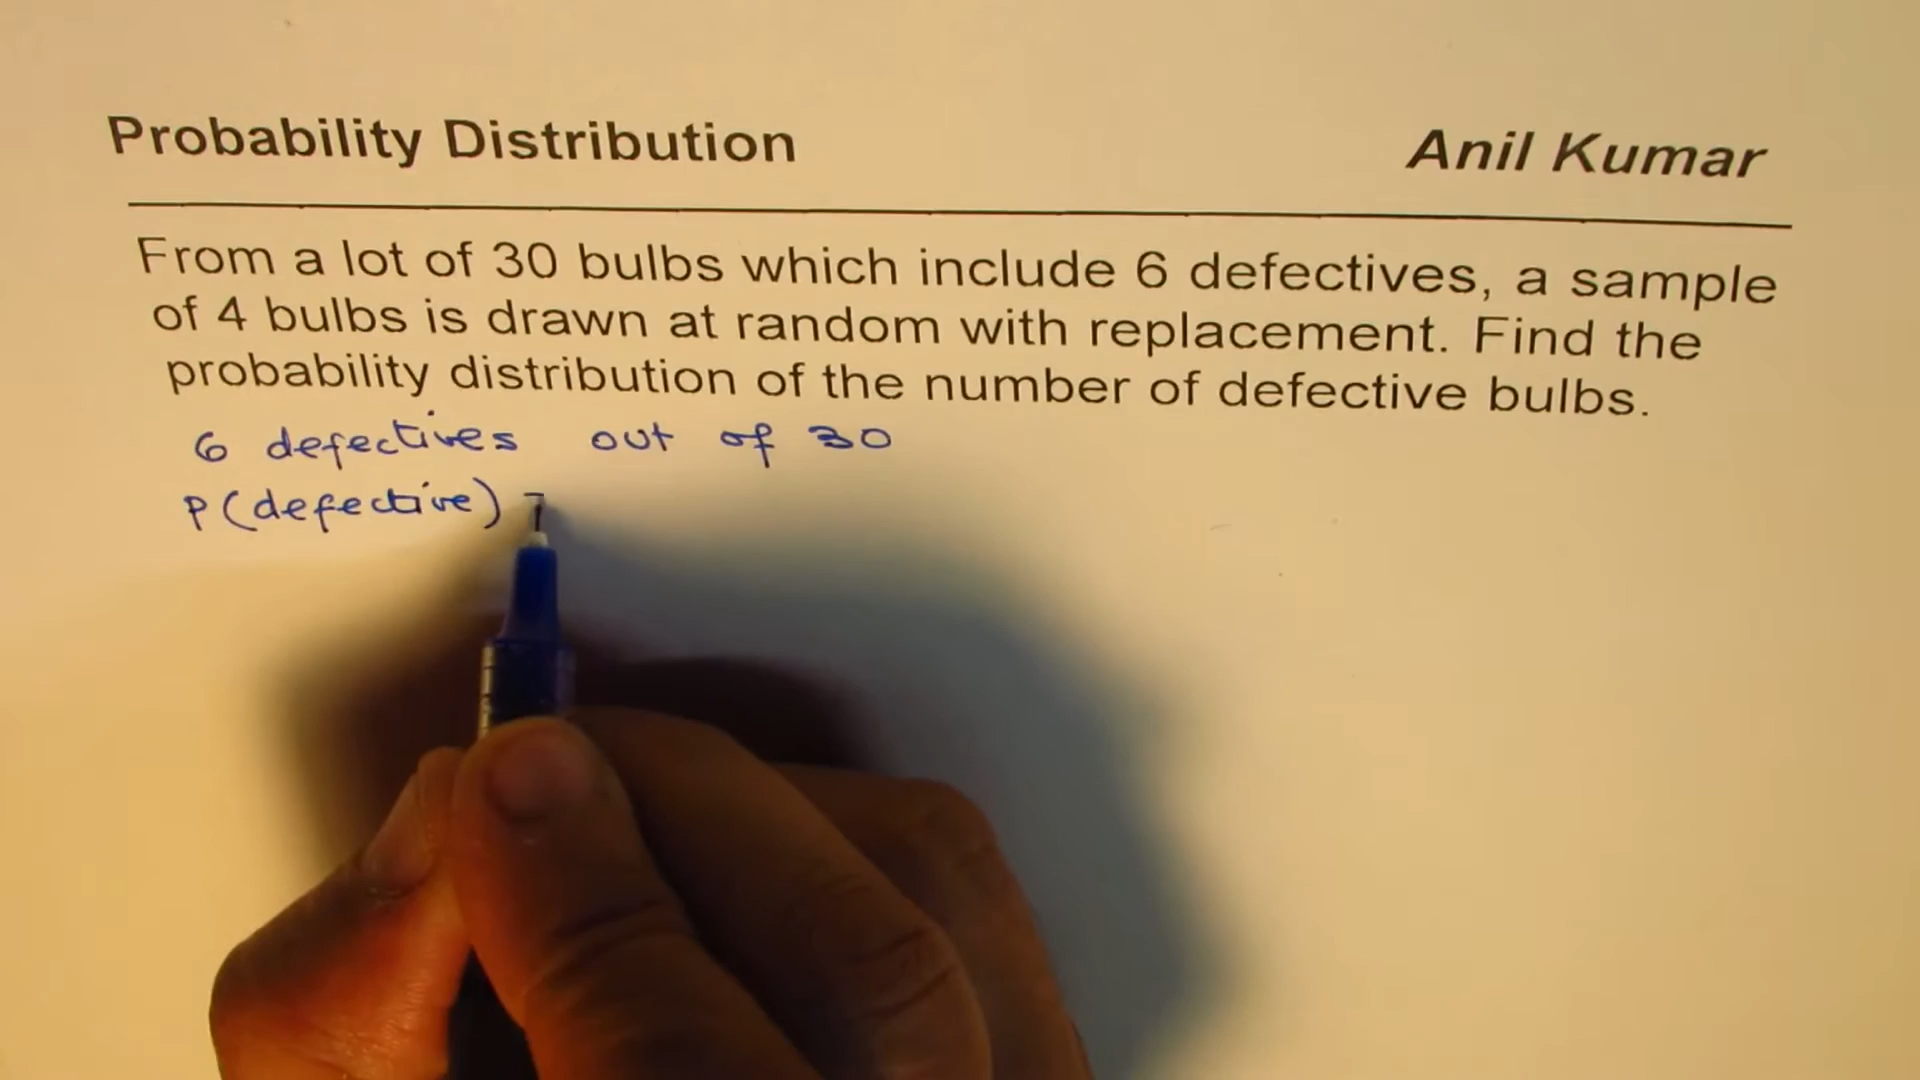 Probability Distribution Anil Kumar
From a lot of 30 bulbs which include 6 defectives, a sample
of 4 bulbs is drawn at random with replacement. Find the
probability distribution of the number of defective bulbs.
6 defectives out of 30
P(defective) =